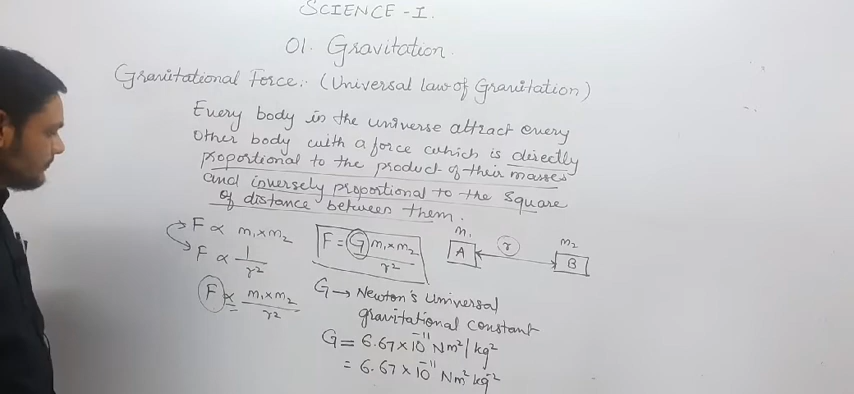 SCIENCE - I.
01. Gravitation.
Gravitational Force:- (Universal law of Gravitation)
Every body in the universe attract every
other body with a force which is directly
proportional to the product of their masses
and inversely proportional to the square
of distance between them.
F ∝ m₁×m₂
F ∝ 1/r²
F ∝ m₁×m₂/r²
F = G m₁×m₂/r²
m₁
A
r
m₂
B
G → Newton's Universal
gravitational constant
G = 6.67×10⁻¹¹ Nm²/kg²
= 6.67×10⁻¹¹ Nm²kg⁻²